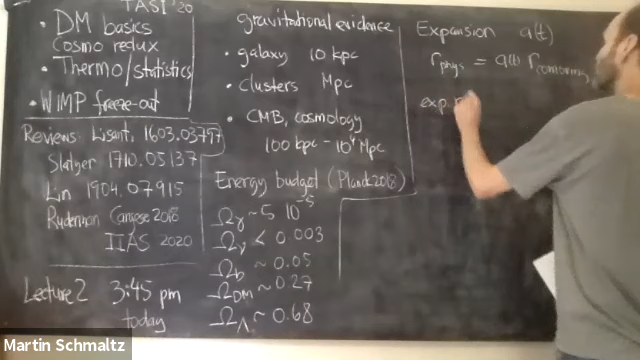 TASI '20
• DM basics
Cosmo redux
• Thermo/statistics
• WIMP freeze-out
Reviews: Lisanti, 1603.03797
Slatyer 1710.05137
Lin 1904.07915
Ruderman Cargese 2018
IIAS 2020
Lecture 2 3:45 pm
today
gravitational evidence
• galaxy 10 kpc
• clusters Mpc
• CMB, cosmology
100 kpc - 10⁴ Mpc
Energy budget (Planck 2018)
Ωγ ~ 5 10⁻⁵
Ων < 0.003
Ωb ~ 0.05
ΩDM ~ 0.27
ΩΛ ~ 0.68
Expansion a(t)
r phys = a(t) r comoving
exp.
Martin Schmaltz